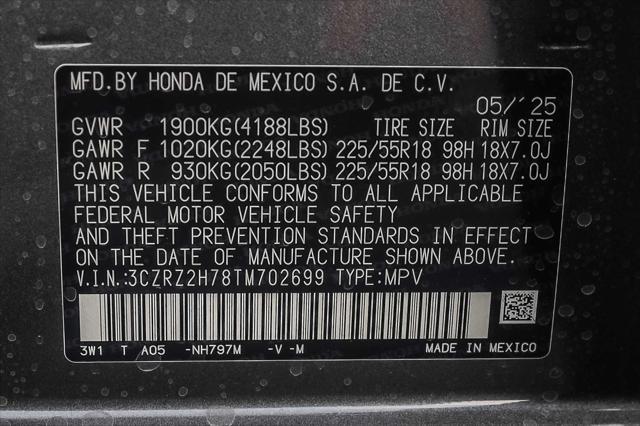 MFD.BY HONDA DE MEXICO S.A. DE C.V.
05/'25
GVWR 1900KG(4188LBS) TIRE SIZE RIM SIZE
GAWR F 1020KG(2248LBS) 225/55R18 98H 18X7.0J
GAWR R 930KG(2050LBS) 225/55R18 98H 18X7.0J
THIS VEHICLE CONFORMS TO ALL APPLICABLE
FEDERAL MOTOR VEHICLE SAFETY
AND THEFT PREVENTION STANDARDS IN EFFECT
ON THE DATE OF MANUFACTURE SHOWN ABOVE.
V.I.N.:3CZRZ2H78TM702699 TYPE:MPV
3W1 T A05 -NH797M -V -M MADE IN MEXICO